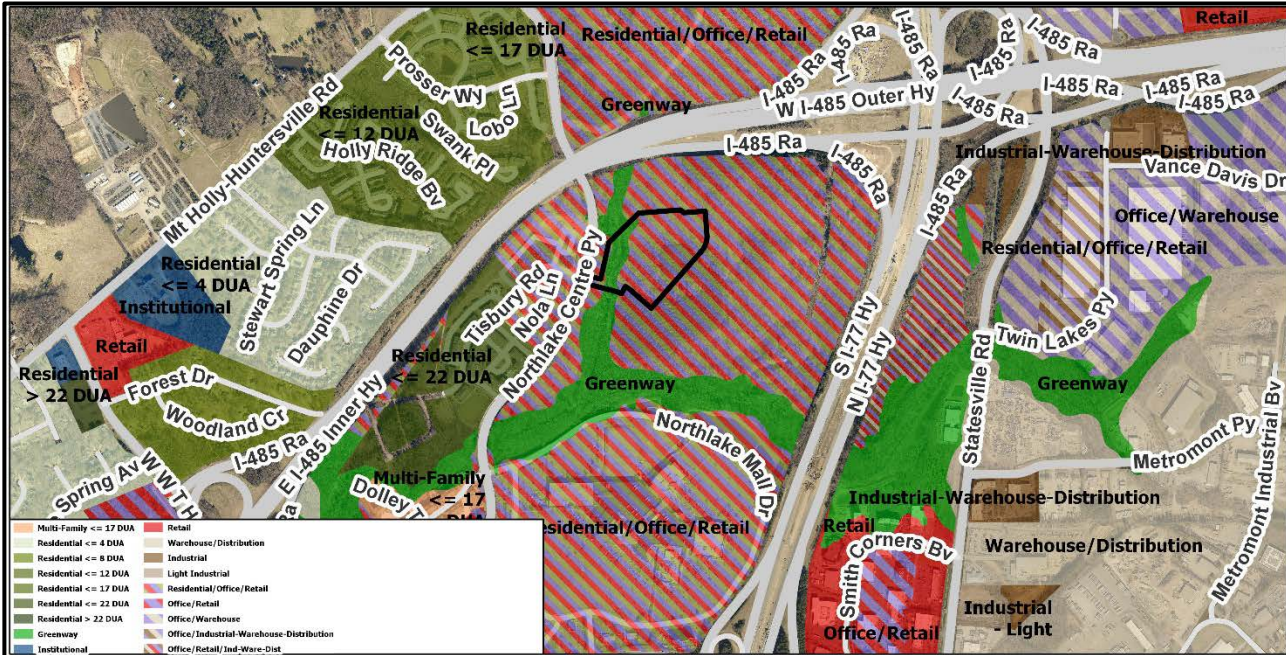 Residential
<= 17 DUA
Residential/Office/Retail
I-485 Ra
I-485 Ra
I-485 Ra
I-485 Ra
Retail
Prosser Wy
Lobo Ln
Greenway
W I-485 Outer Hy
I-485 Ra
I-485 Ra
I-485 Ra
I-485 Ra
Mt Holly-Huntersville Rd
Residential
<= 12 DUA
Swank Pl
Holly Ridge Bv
I-485 Ra
I-485 Ra
I-485 Ra
Industrial-Warehouse-Distribution
Vance Davis Dr
Office/Warehouse
Residential/Office/Retail
Stewart Spring Ln
Residential
<= 4 DUA
Institutional
Dauphine Dr
Northlake Centre Py
Tisbury Rd
Nola Ln
Retail
Residential
> 22 DUA
Forest Dr
Woodland Cr
Residential
<= 22 DUA
Greenway
S I-77 Hy
N I-77 Hy
Statesville Rd
Twin Lakes Py
Greenway
I-485 Ra
E I-485 Inner Hy
Spring Av
W W T H
Ra
Multi-Family
<= 17
DUA
Dolley T
Northlake Mall Dr
Residential/Office/Retail
Metromont Py
Metromont Industrial Bv
Industrial-Warehouse-Distribution
Retail
Smith Corners Bv
Warehouse/Distribution
Industrial
- Light
Office/Retail
Multi-Family <= 17 DUA
Residential <= 4 DUA
Residential <= 8 DUA
Residential <= 12 DUA
Residential <= 17 DUA
Residential <= 22 DUA
Residential > 22 DUA
Greenway
Institutional
Retail
Warehouse/Distribution
Industrial
Light Industrial
Residential/Office/Retail
Office/Retail
Office/Warehouse
Office/Industrial-Warehouse-Distribution
Office/Retail/Ind-Ware-Dist